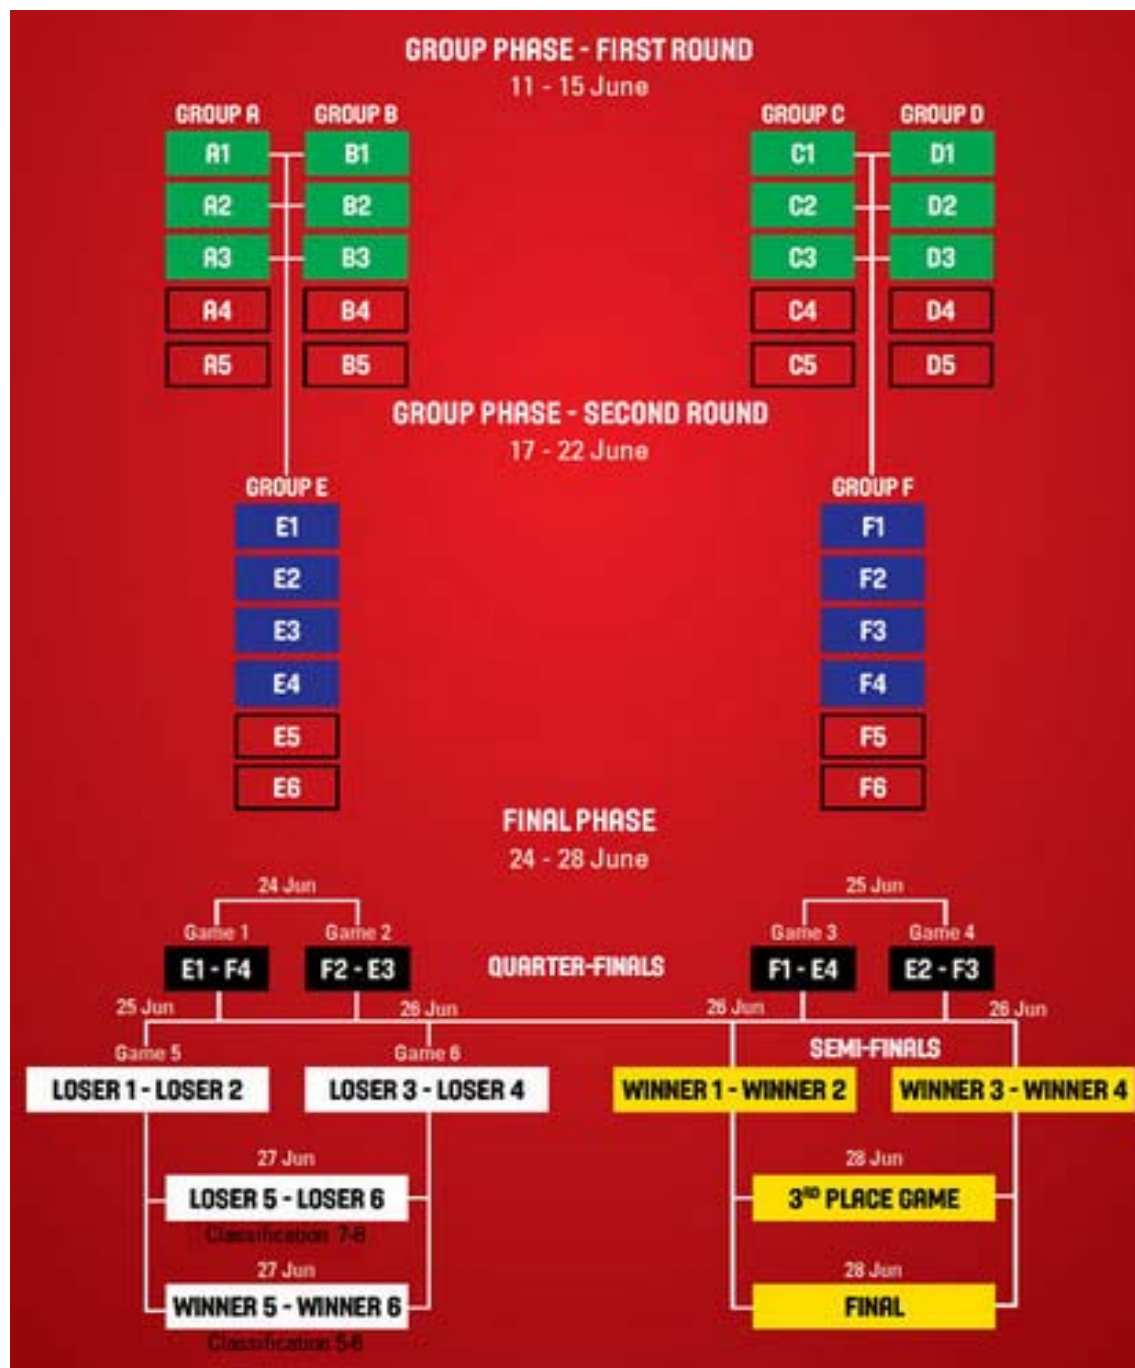 GROUP PHASE - FIRST ROUND
11 - 15 June
GROUP A GROUP B GROUP C GROUP D
A1 B1 C1 D1
A2 B2 C2 D2
A3 B3 C3 D3
A4 B4 C4 D4
A5 B5 C5 D5
GROUP PHASE - SECOND ROUND
17 - 22 June
GROUP E GROUP F
E1 F1
E2 F2
E3 F3
E4 F4
E5 F5
E6 F6
FINAL PHASE
24 - 28 June
24 Jun 25 Jun
Game 1 Game 2 Game 3 Game 4
E1 - F4 F2 - E3 QUARTER-FINALS F1 - E4 E2 - F3
25 Jun 26 Jun 26 Jun 26 Jun
Game 5 Game 6 SEMI-FINALS
LOSER 1 - LOSER 2 LOSER 3 - LOSER 4 WINNER 1 - WINNER 2 WINNER 3 - WINNER 4
27 Jun 28 Jun
LOSER 5 - LOSER 6 3RD PLACE GAME
Classification 7-8
27 Jun 28 Jun
WINNER 5 - WINNER 6 FINAL
Classification 5-6